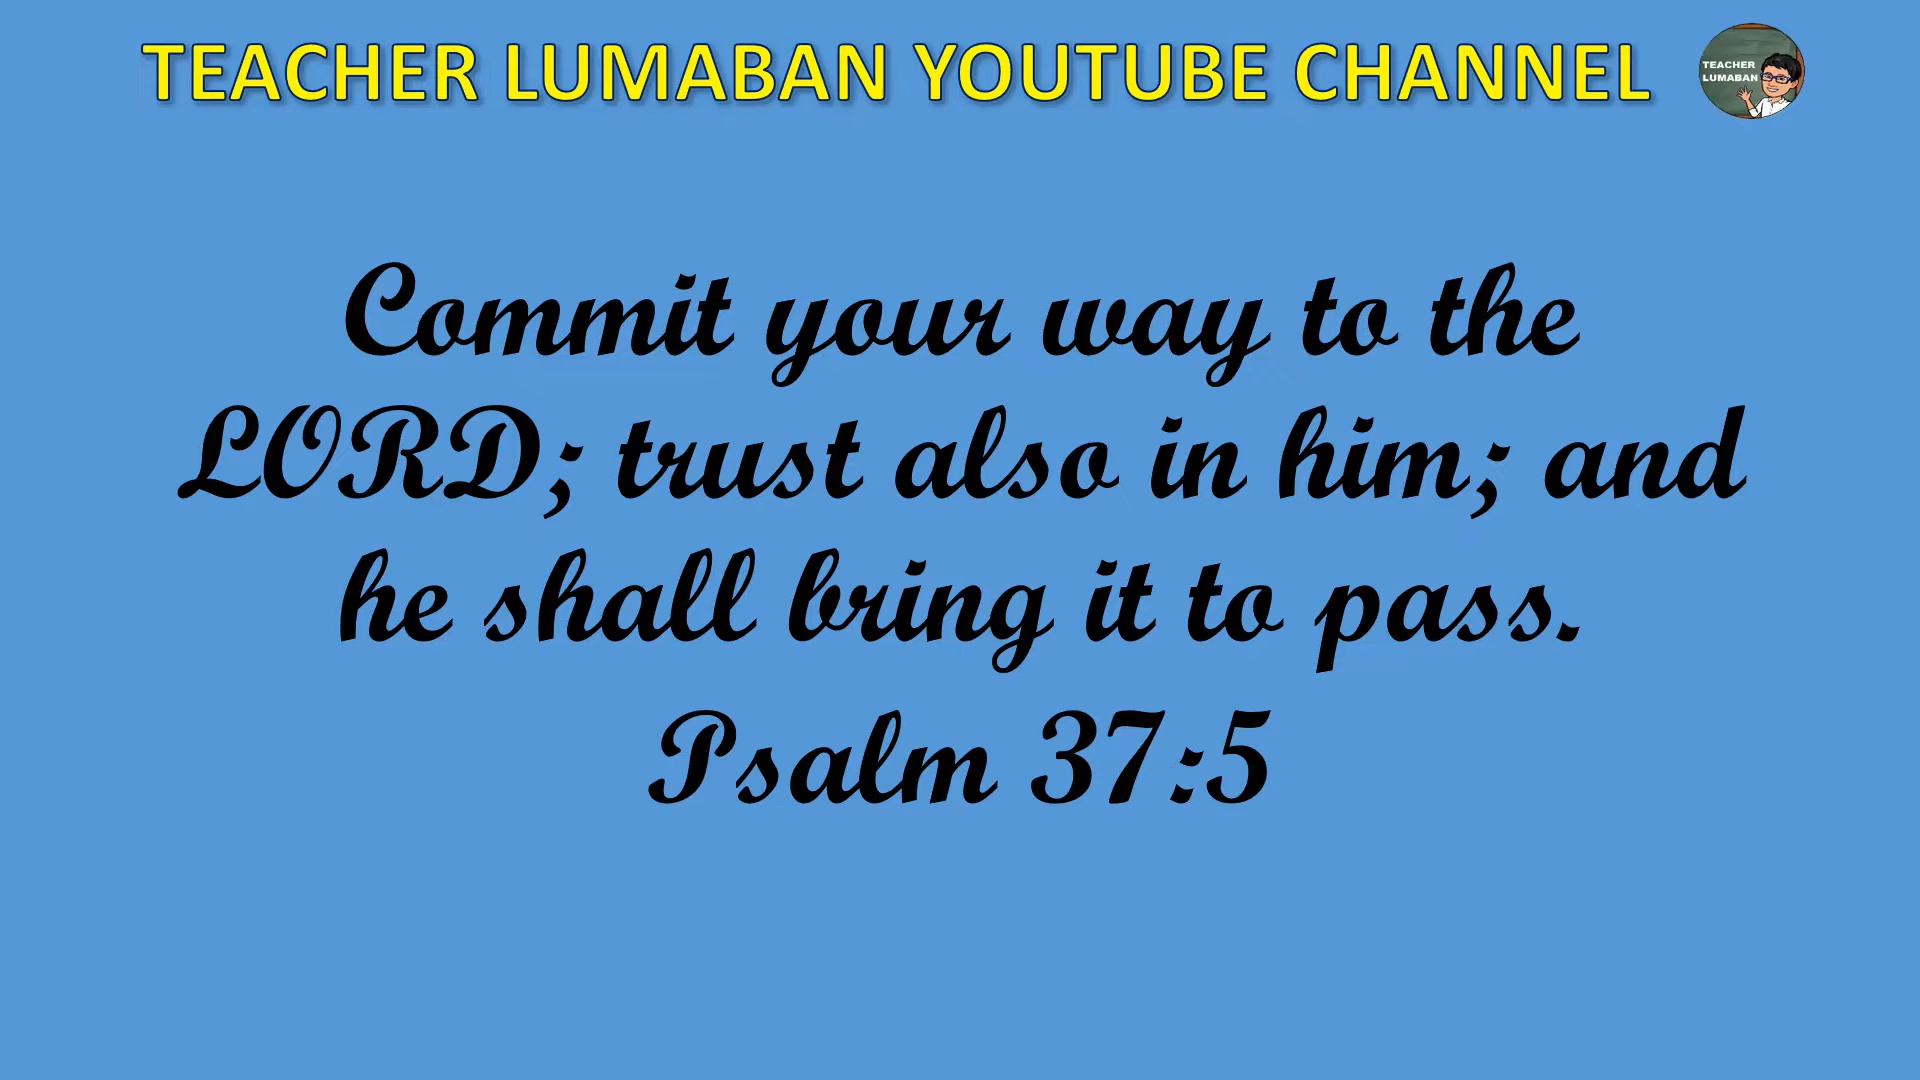 TEACHER LUMABAN YOUTUBE CHANNEL
TEACHER
LUMABAN
Commit your way to the
LORD; trust also in him; and
he shall bring it to pass.
Psalm 37:5